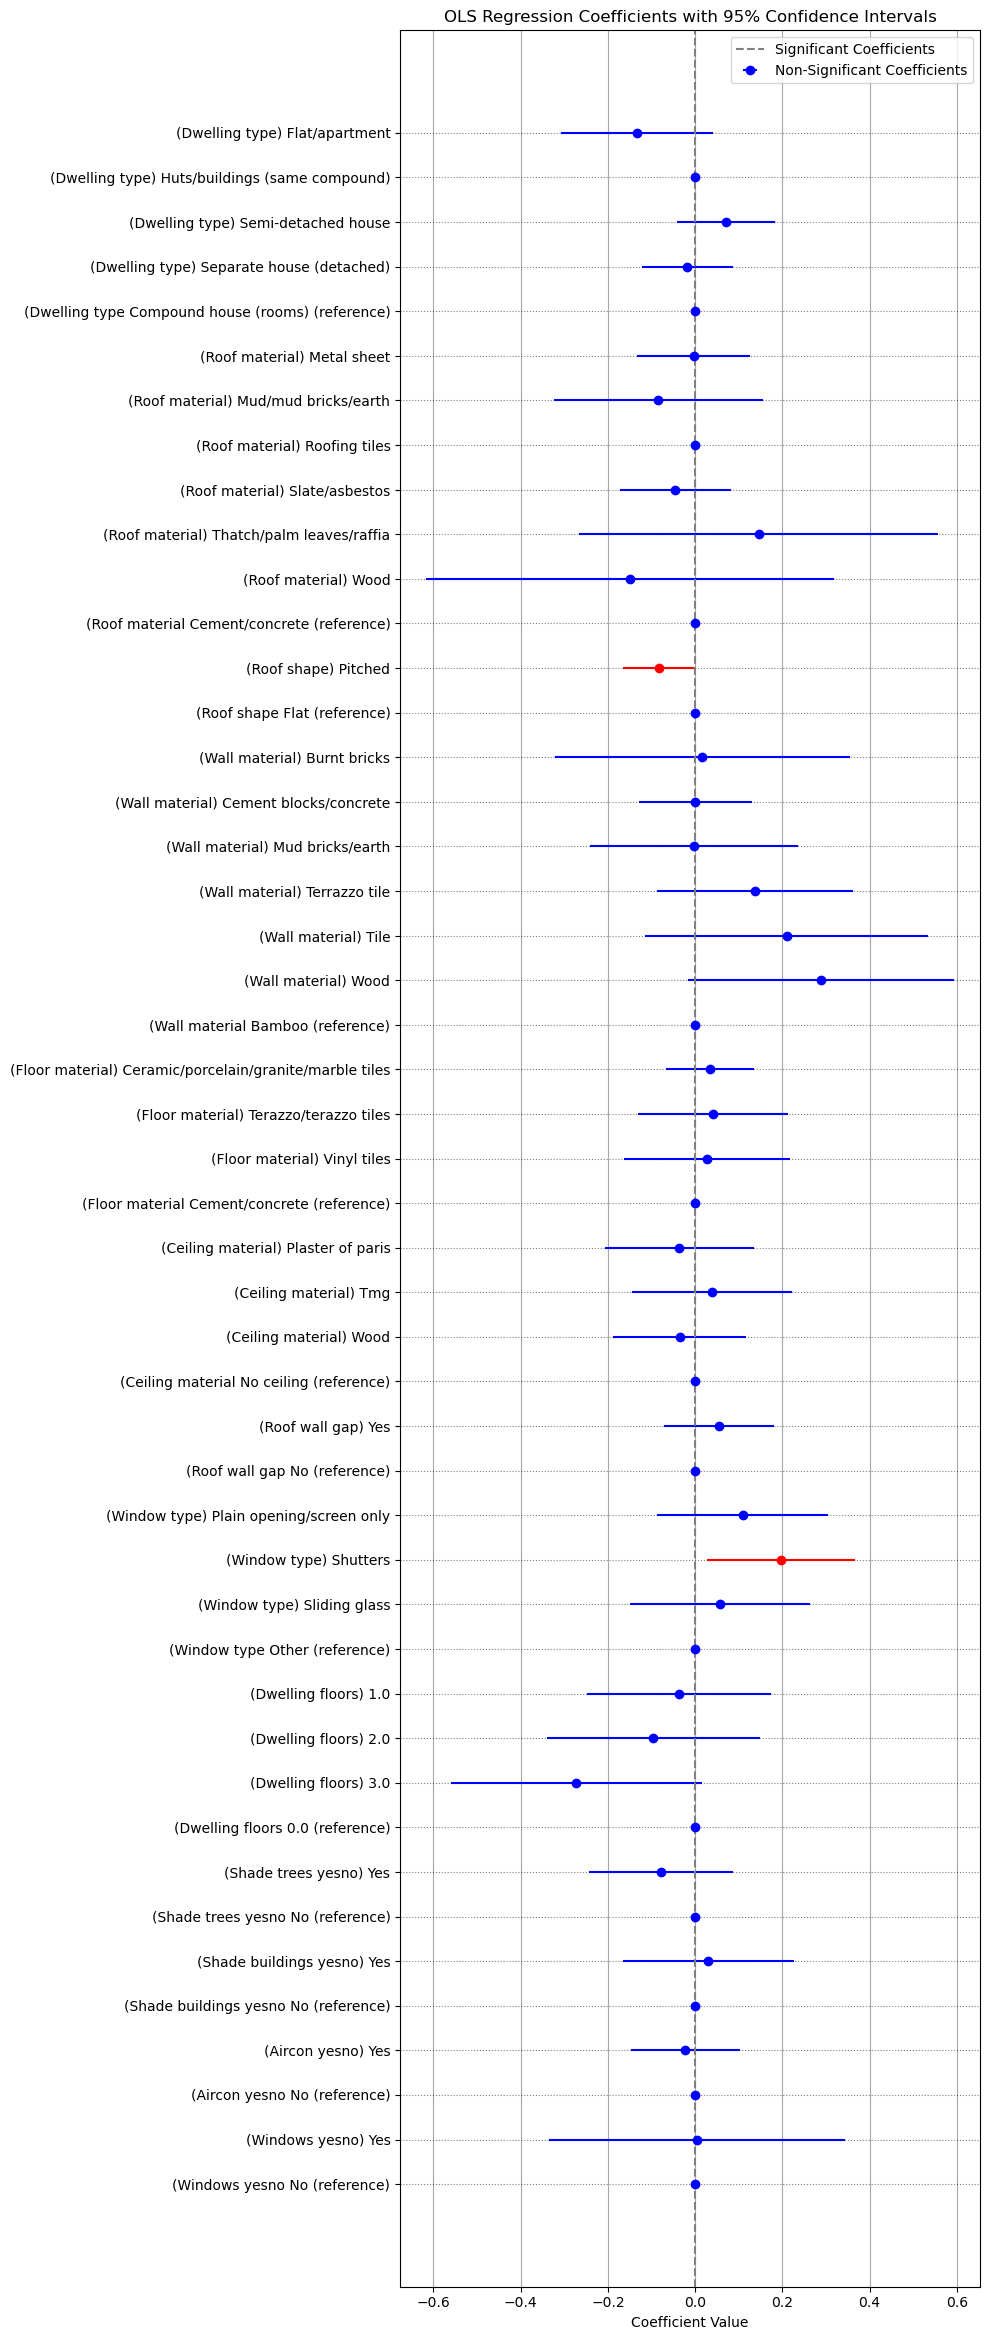 OLS Regression Coefficients with 95% Confidence Intervals
Significant Coefficients
Non-Significant Coefficients
(Dwelling type) Flat/apartment
(Dwelling type) Huts/buildings (same compound)
(Dwelling type) Semi-detached house
(Dwelling type) Separate house (detached)
(Dwelling type Compound house (rooms) (reference)
(Roof material) Metal sheet
(Roof material) Mud/mud bricks/earth
(Roof material) Roofing tiles
(Roof material) Slate/asbestos
(Roof material) Thatch/palm leaves/raffia
(Roof material) Wood
(Roof material Cement/concrete (reference)
(Roof shape) Pitched
(Roof shape Flat (reference)
(Wall material) Burnt bricks
(Wall material) Cement blocks/concrete
(Wall material) Mud bricks/earth
(Wall material) Terrazzo tile
(Wall material) Tile
(Wall material) Wood
(Wall material Bamboo (reference)
(Floor material) Ceramic/porcelain/granite/marble tiles
(Floor material) Terazzo/terazzo tiles
(Floor material) Vinyl tiles
(Floor material Cement/concrete (reference)
(Ceiling material) Plaster of paris
(Ceiling material) Tmg
(Ceiling material) Wood
(Ceiling material No ceiling (reference)
(Roof wall gap) Yes
(Roof wall gap No (reference)
(Window type) Plain opening/screen only
(Window type) Shutters
(Window type) Sliding glass
(Window type Other (reference)
(Dwelling floors) 1.0
(Dwelling floors) 2.0
(Dwelling floors) 3.0
(Dwelling floors 0.0 (reference)
(Shade trees yesno) Yes
(Shade trees yesno No (reference)
(Shade buildings yesno) Yes
(Shade buildings yesno No (reference)
(Aircon yesno) Yes
(Aircon yesno No (reference)
(Windows yesno) Yes
(Windows yesno No (reference)
−0.6 −0.4 −0.2 0.0 0.2 0.4 0.6
Coefficient Value